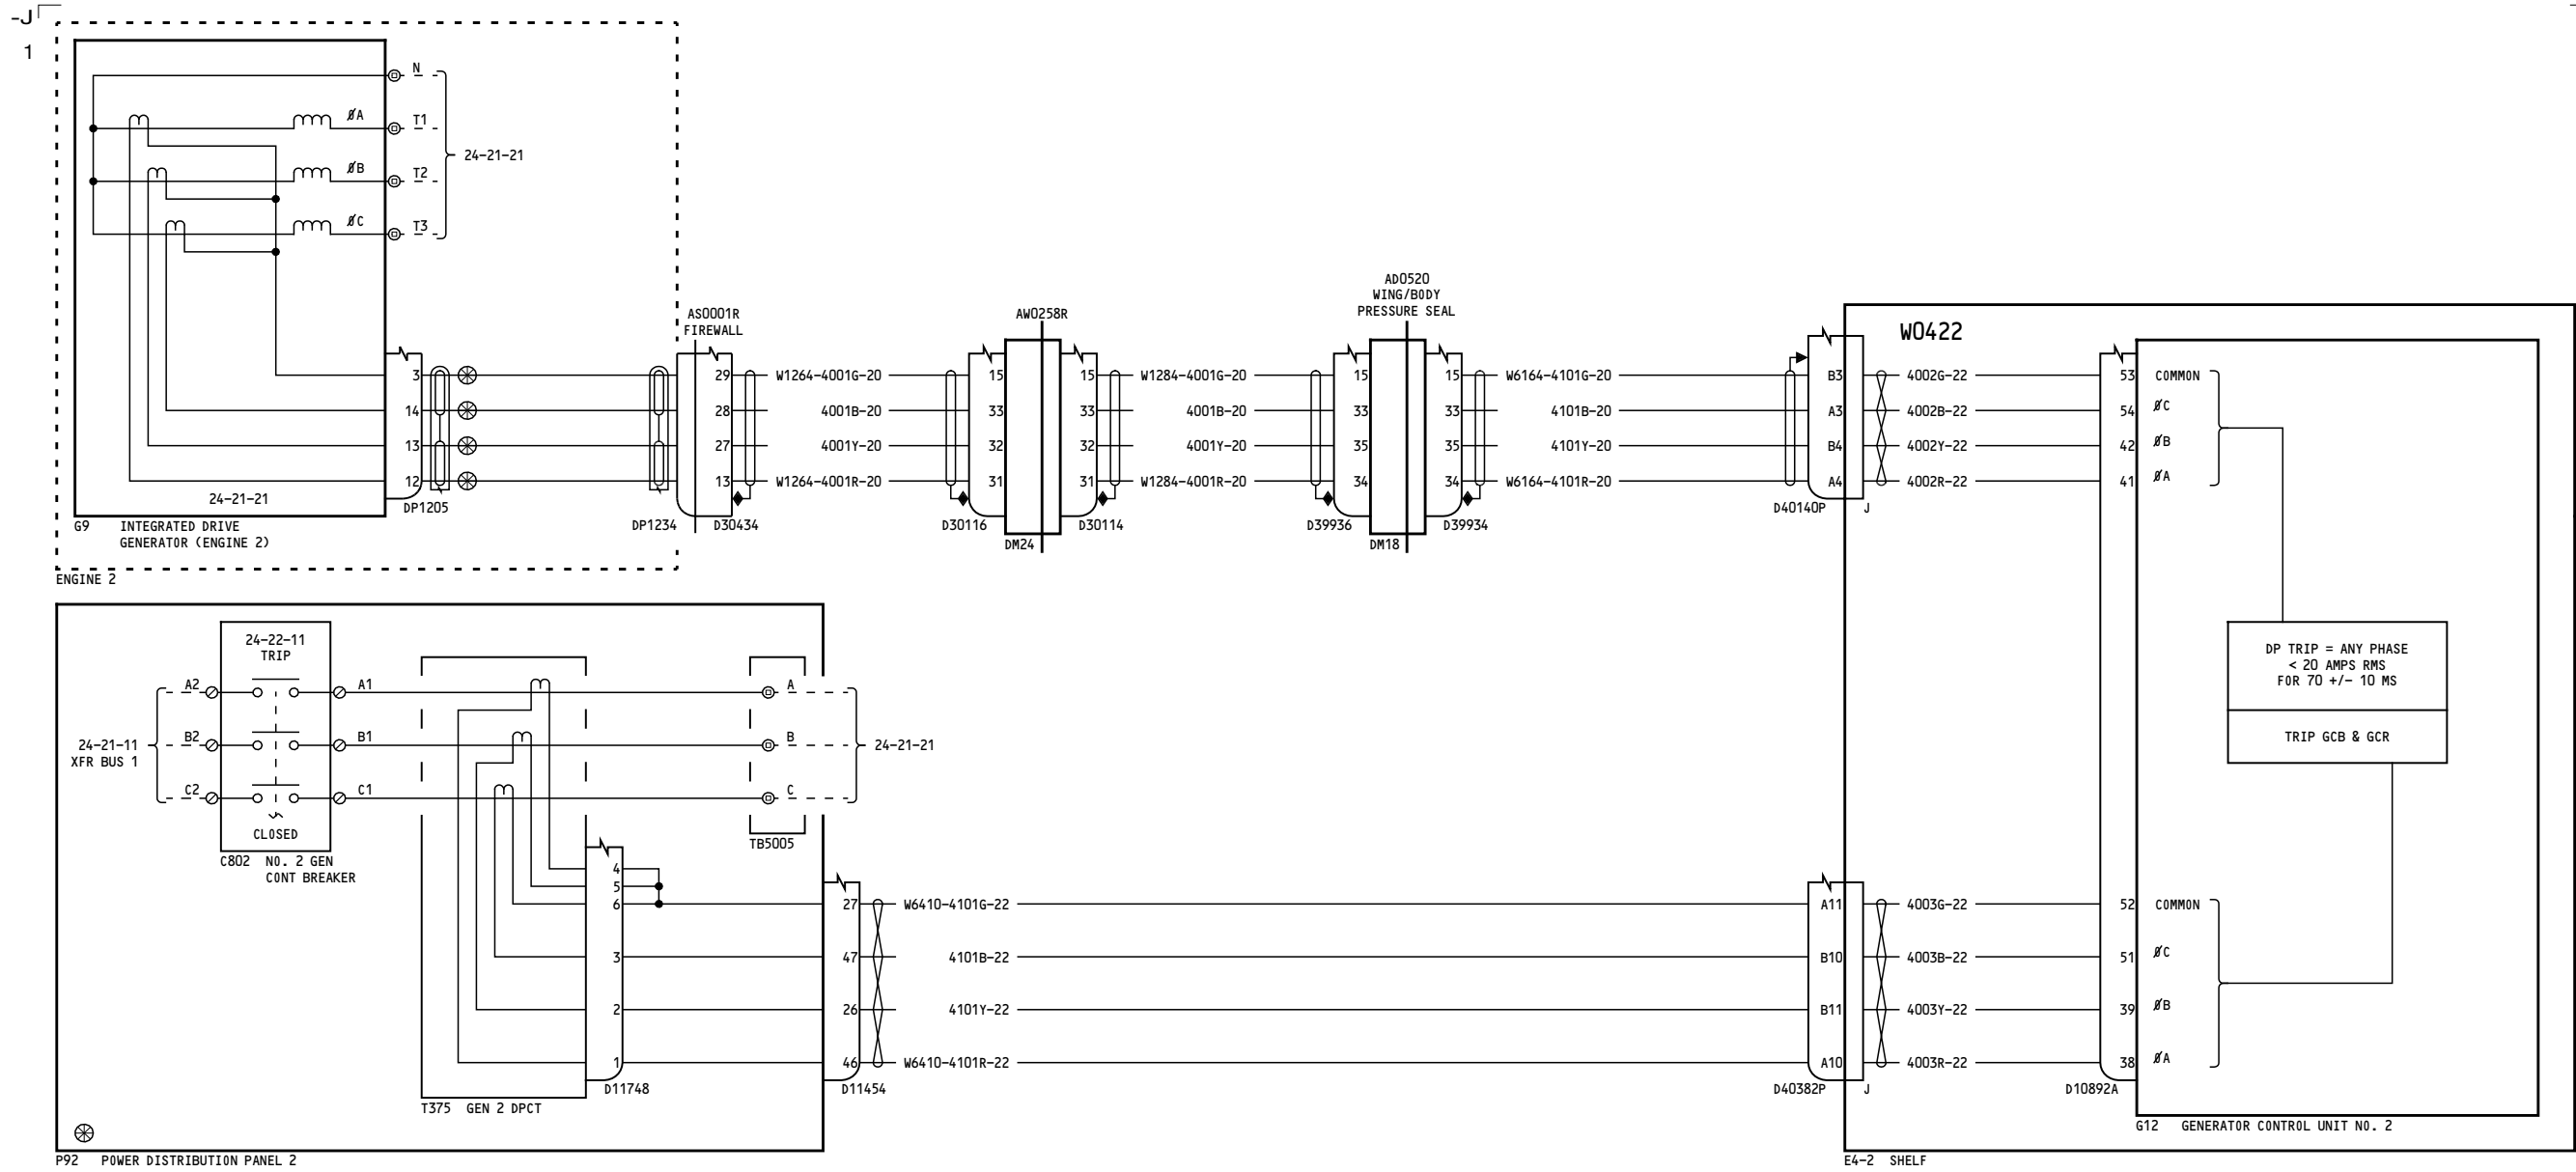 -J
1
N
ØA
T1
24-21-21
ØB
T2
ØC
T3
AS0001R
FIREWALL
AW0258R
AD0520
WING/BODY
PRESSURE SEAL
W0422
3
29
W1264-4001G-20
15
15
W1284-4001G-20
15
15
W6164-4101G-20
B3
4002G-22
53
COMMON
14
28
4001B-20
33
33
4001B-20
33
33
4101B-20
A3
4002B-22
54
ØC
13
27
4001Y-20
32
32
4001Y-20
35
35
4101Y-20
B4
4002Y-22
42
ØB
12
13
W1264-4001R-20
31
31
W1284-4001R-20
34
34
W6164-4101R-20
A4
4002R-22
41
ØA
24-21-21
DP1205
DP1234
D30434
D30116
DM24
D30114
D39936
DM18
D39934
D40140P
J
G9 INTEGRATED DRIVE
GENERATOR (ENGINE 2)
ENGINE 2
24-22-11
TRIP
A2
A1
A
24-21-11
XFR BUS 1
B2
B1
B
24-21-21
C2
C1
C
CLOSED
C802 NO. 2 GEN
CONT BREAKER
TB5005
DP TRIP = ANY PHASE
< 20 AMPS RMS
FOR 70 +/- 10 MS
TRIP GCB & GCR
4
5
6
27
W6410-4101G-22
A11
4003G-22
52
COMMON
3
47
4101B-22
B10
4003B-22
51
ØC
2
26
4101Y-22
B11
4003Y-22
39
ØB
1
46
W6410-4101R-22
A10
4003R-22
38
ØA
D11748
D11454
D40382P
J
D10892A
T375 GEN 2 DPCT
G12 GENERATOR CONTROL UNIT NO. 2
P92 POWER DISTRIBUTION PANEL 2
E4-2 SHELF